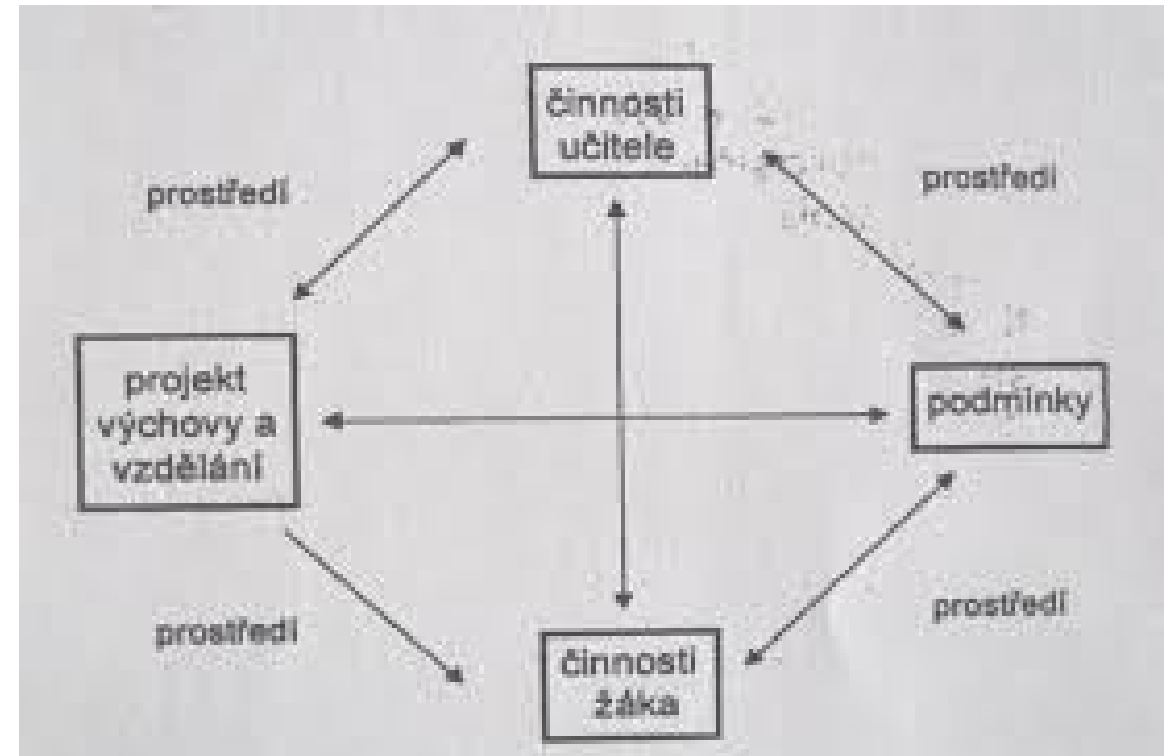 činnosti
učitele
prostředí
prostředí
projekt
výchovy a
vzdělání
podmínky
prostředí
prostředí
činnosti
žáka